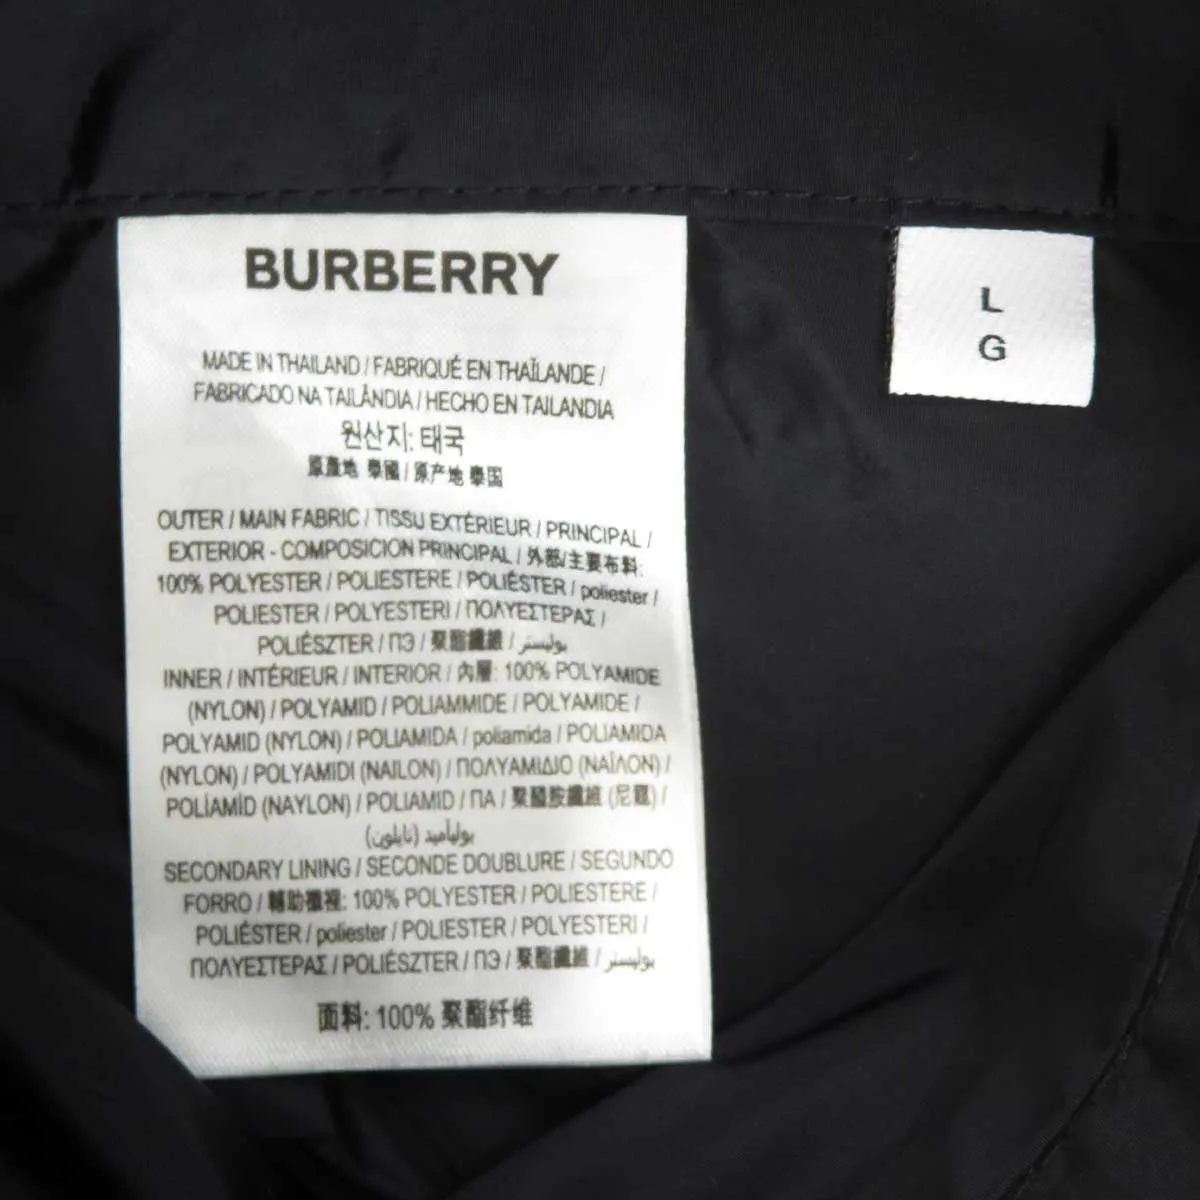 BURBERRY
MADE IN THAILAND / FABRIQUÉ EN THAÏLANDE /
FABRICADO NA TAILÂNDIA / HECHO EN TAILANDIA
원산지: 태국
原產地 泰國 / 原产地 泰国
OUTER / MAIN FABRIC / TISSU EXTÉRIEUR / PRINCIPAL /
EXTERIOR - COMPOSICION PRINCIPAL / 外部/主要布料:
100% POLYESTER / POLIESTERE / POLIÉSTER / poliester /
POLIESTER / POLYESTERI / ΠΟΛΥΕΣΤΕΡΑΣ /
POLIÉSZTER / ПЭ / 聚酯纖維 / بوليستر
INNER / INTÉRIEUR / INTERIOR / 內層: 100% POLYAMIDE
(NYLON) / POLYAMID / POLIAMMIDE / POLYAMIDE /
POLYAMID (NYLON) / POLIAMIDA / poliamida / POLIAMIDA
(NYLON) / POLYAMIDI (NAILON) / ΠΟΛΥΑΜΙΔΙΟ (ΝΑΪΛΟΝ) /
POLÍAMÍD (NAYLON) / POLIAMID / ПА / 聚醯胺纖維 (尼龍) /
بوليأميد (نايلون)
SECONDARY LINING / SECONDE DOUBLURE / SEGUNDO
FORRO / 輔助襯裡: 100% POLYESTER / POLIESTERE /
POLIÉSTER / poliester / POLIESTER / POLYESTERI /
ΠΟΛΥΕΣΤΕΡΑΣ / POLIÉSZTER / ПЭ / 聚酯纖維 / بوليستر
面料: 100% 聚酯纤维
L
G